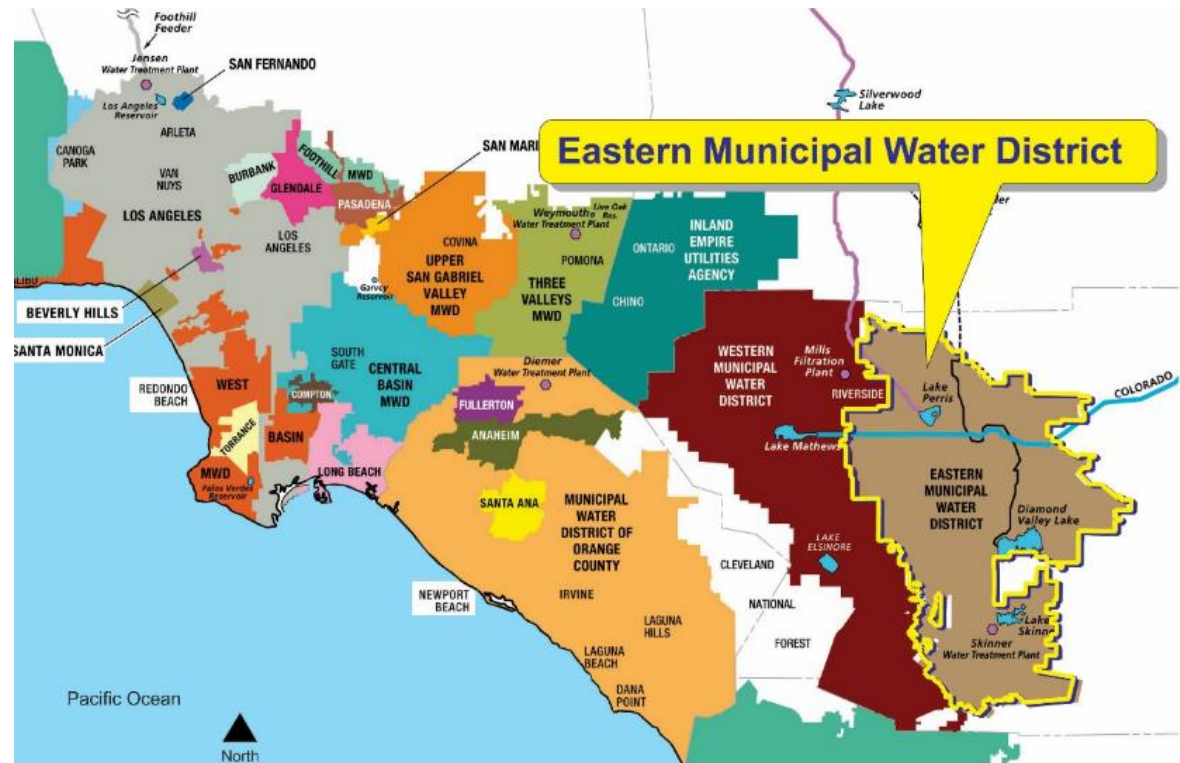 Foothill
Feeder
Jensen
Water Treatment Plant
SAN FERNANDO
Los Angeles
Reservoir
ARLETA
CANOGA
PARK
VAN
NUYS
LOS ANGELES
BURBANK
GLENDALE
FOOTHILL
MWD
PASADENA
LOS
ANGELES
SAN MARI
Silverwood
Lake
Eastern Municipal Water District
Weymouth
Water Treatment Plant
Live Oak
Res.
COVINA
UPPER
SAN GABRIEL
VALLEY
MWD
POMONA
THREE
VALLEYS
MWD
ONTARIO
INLAND
EMPIRE
UTILITIES
AGENCY
CHINO
Garvey
Reservoir
BEVERLY HILLS
SANTA MONICA
REDONDO
BEACH
WEST
BASIN
MWD
TORRANCE
Palos Verdes
Reservoir
SOUTH
GATE
CENTRAL
BASIN
MWD
COMPTON
LONG BEACH
Diemer
Water Treatment Plant
FULLERTON
ANAHEIM
SANTA ANA
MUNICIPAL
WATER
DISTRICT OF
ORANGE
COUNTY
NEWPORT
BEACH
IRVINE
LAGUNA
HILLS
LAGUNA
BEACH
DANA
POINT
CLEVELAND
NATIONAL
FOREST
WESTERN
MUNICIPAL
WATER
DISTRICT
Mills
Filtration
Plant
RIVERSIDE
Lake
Perris
COLORADO
Lake Mathews
EASTERN
MUNICIPAL
WATER
DISTRICT
Diamond
Valley Lake
LAKE
ELSINORE
Lake
Skinn
Skinner
Water Treatment Plant
Pacific Ocean
North